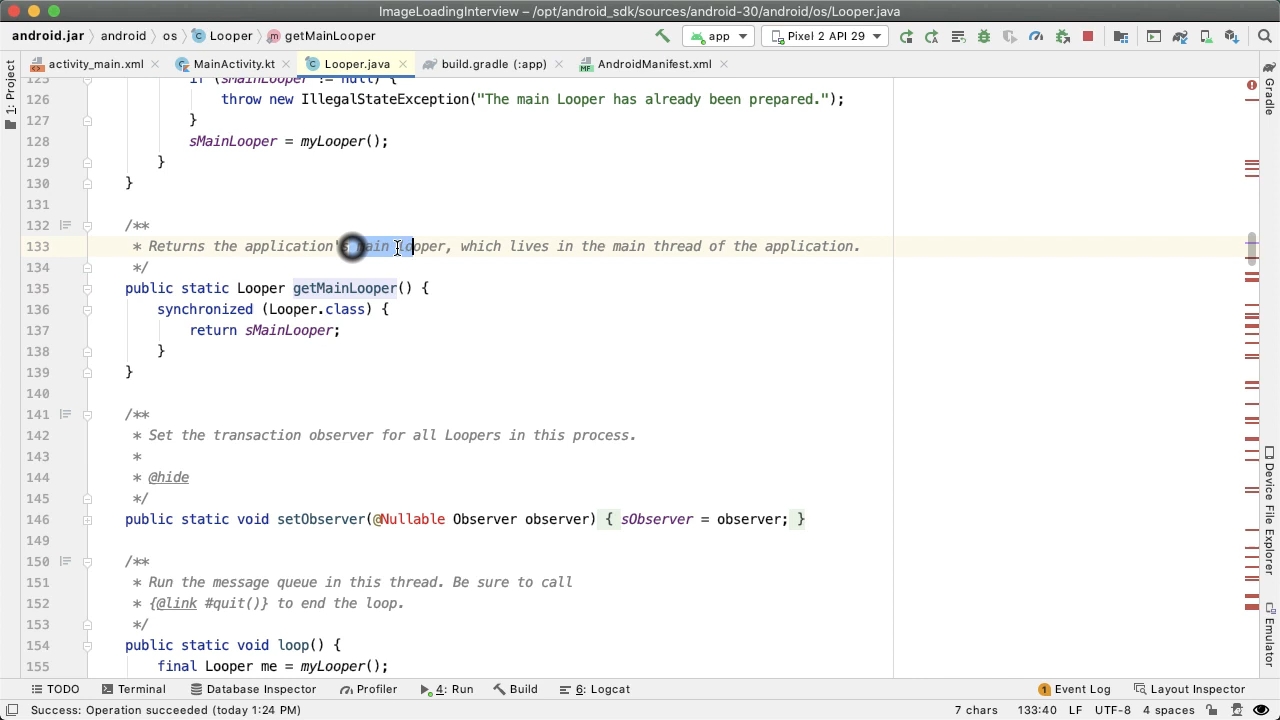 ImageLoadingInterview – /opt/android_sdk/sources/android-30/android/os/Looper.java
android.jar android os Looper getMainLooper app Pixel 2 API 29
activity_main.xml MainActivity.kt Looper.java build.gradle (:app) AndroidManifest.xml
1: Project
Gradle
Device File Explorer
Emulator
125 if (sMainLooper != null) {
126 throw new IllegalStateException("The main Looper has already been prepared.");
127 }
128 sMainLooper = myLooper();
129 }
130 }
131
132 /**
133 * Returns the application's main looper, which lives in the main thread of the application.
134 */
135 public static Looper getMainLooper() {
136 synchronized (Looper.class) {
137 return sMainLooper;
138 }
139 }
140
141 /**
142 * Set the transaction observer for all Loopers in this process.
143 *
144 * @hide
145 */
146 public static void setObserver(@Nullable Observer observer) { sObserver = observer; }
149
150 /**
151 * Run the message queue in this thread. Be sure to call
152 * {@link #quit()} to end the loop.
153 */
154 public static void loop() {
155 final Looper me = myLooper();
TODO Terminal Database Inspector Profiler 4: Run Build 6: Logcat 1 Event Log Layout Inspector
Success: Operation succeeded (today 1:24 PM) 7 chars 133:40 LF UTF-8 4 spaces